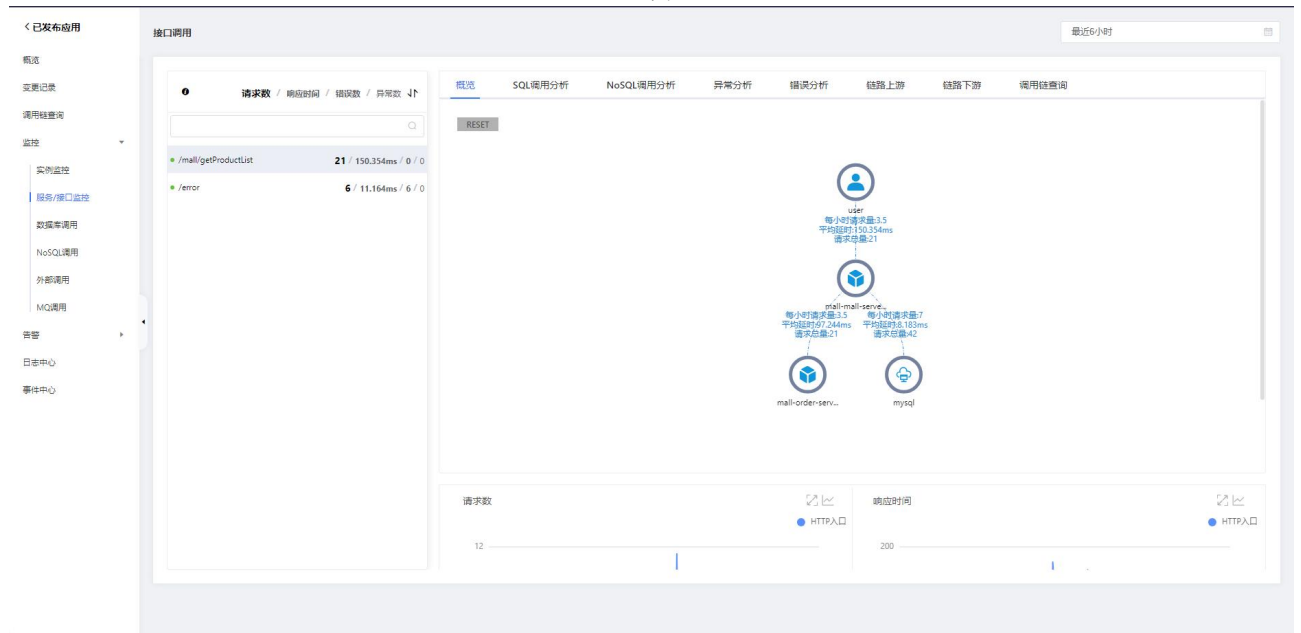 已发布应用
接口调用
最近6小时
概览
变更记录
调用链查询
监控
实例监控
服务/接口监控
数据库调用
NoSQL调用
外部调用
MQ调用
告警
日志中心
事件中心
请求数 / 响应时间 / 错误数 / 异常数
/mall/getProductList 21 / 150.354ms / 0 / 0
/error 6 / 11.164ms / 6 / 0
概览 SQL调用分析 NoSQL调用分析 异常分析 错误分析 链路上游 链路下游 调用链查询
RESET
user
每小时请求量:3.5
平均延时:150.354ms
请求总量:21
mall-mall-serve...
每小时请求量:3.5
平均延时:97.244ms
请求总量:21
每小时请求量:7
平均延时:8.183ms
请求总量:42
mall-order-serv...
mysql
请求数
HTTP入口
12
响应时间
HTTP入口
200